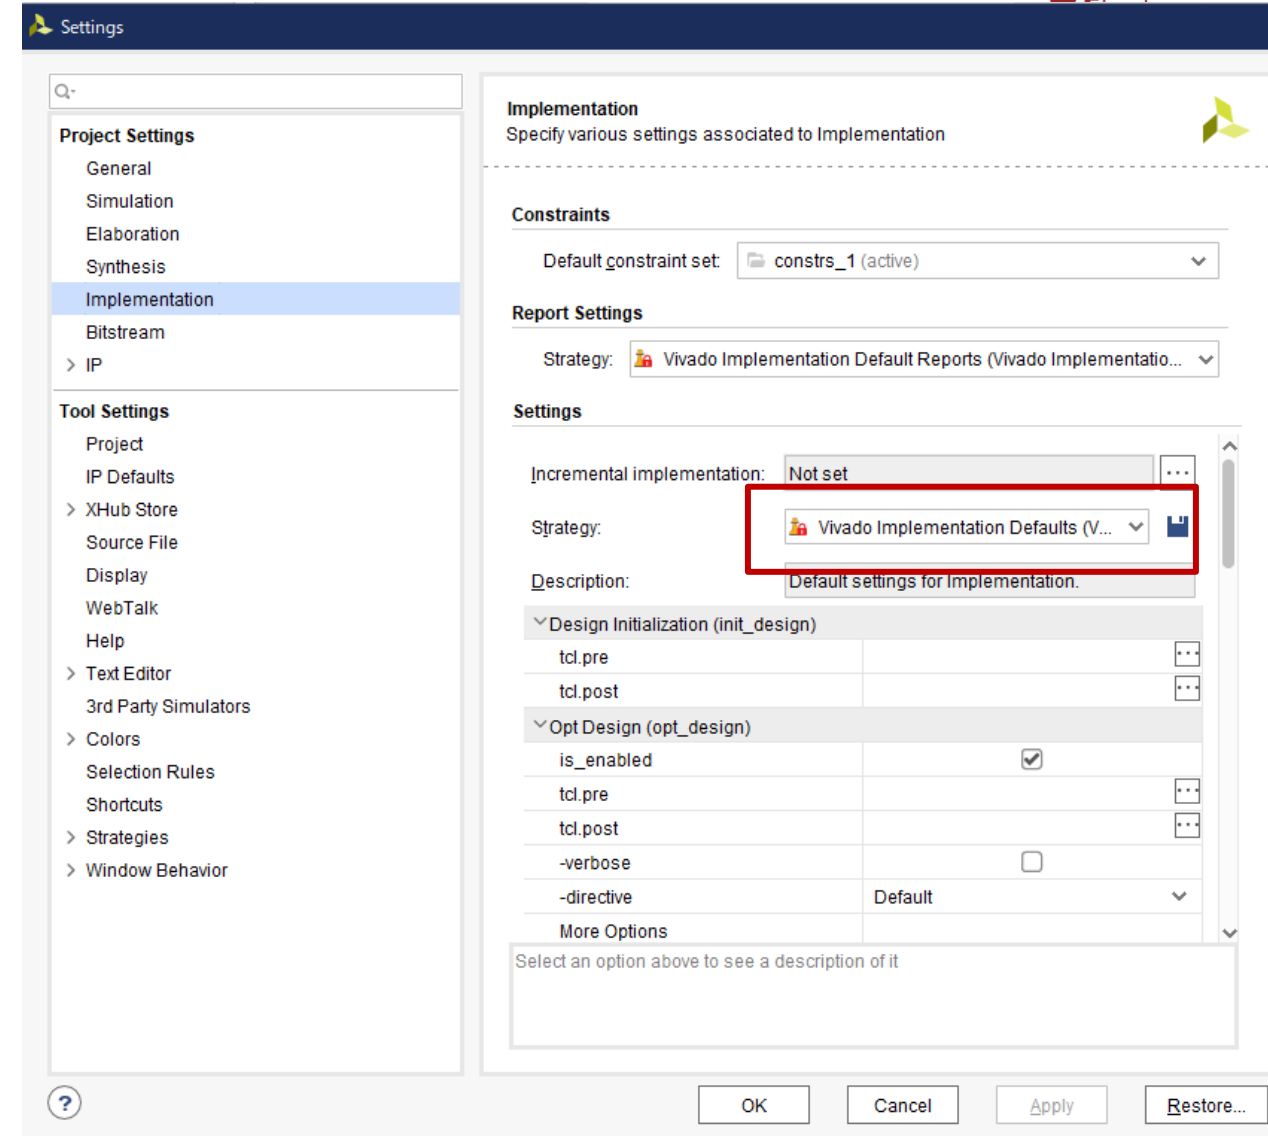 Settings
Project Settings
General
Simulation
Elaboration
Synthesis
Implementation
Bitstream
IP
Tool Settings
Project
IP Defaults
XHub Store
Source File
Display
WebTalk
Help
Text Editor
3rd Party Simulators
Colors
Selection Rules
Shortcuts
Strategies
Window Behavior
Implementation
Specify various settings associated to Implementation
Constraints
Default constraint set: constrs_1 (active)
Report Settings
Strategy: Vivado Implementation Default Reports (Vivado Implementatio...
Settings
Incremental implementation: Not set
Strategy: Vivado Implementation Defaults (V...
Description: Default settings for Implementation.
Design Initialization (init_design)
tcl.pre
tcl.post
Opt Design (opt_design)
is_enabled
tcl.pre
tcl.post
-verbose
-directive Default
More Options
Select an option above to see a description of it
? OK Cancel Apply Restore...